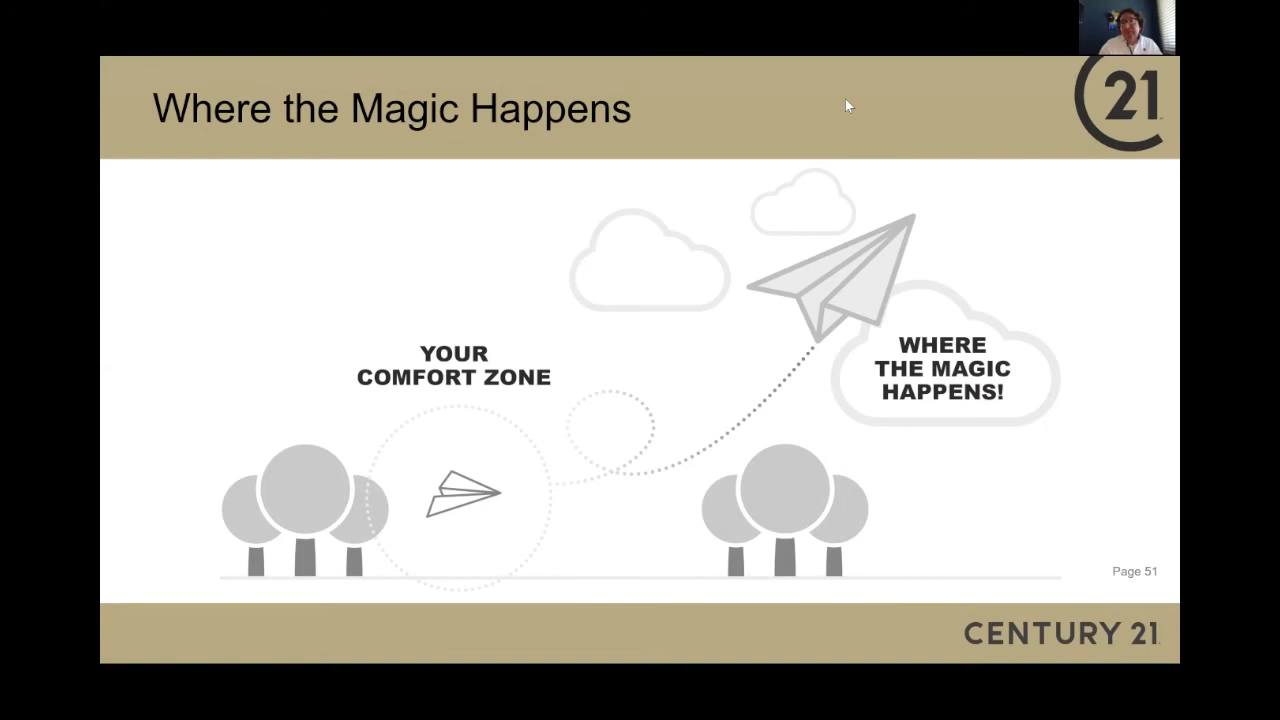 Where the Magic Happens
21
YOUR
COMFORT ZONE
WHERE
THE MAGIC
HAPPENS!
Page 51
CENTURY 21